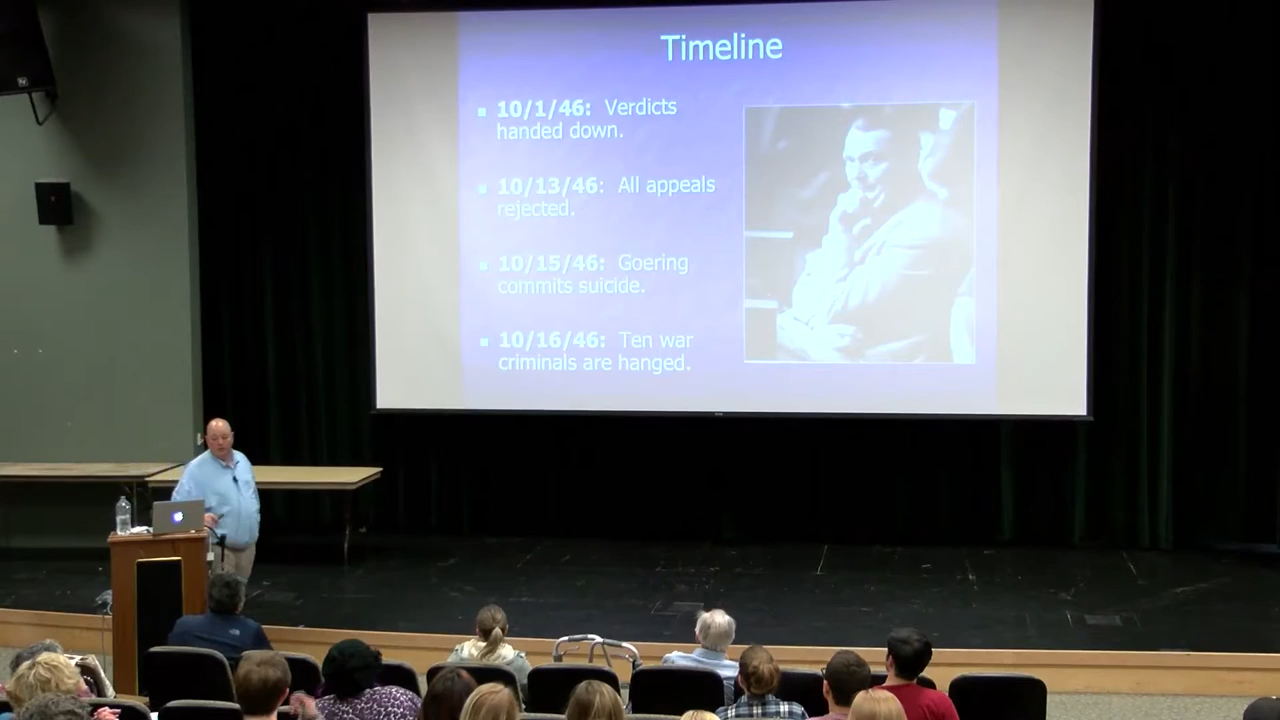 Timeline
10/1/46: Verdicts
handed down.
10/13/46: All appeals
rejected.
10/15/46: Goering
commits suicide.
10/16/46: Ten war
criminals are hanged.